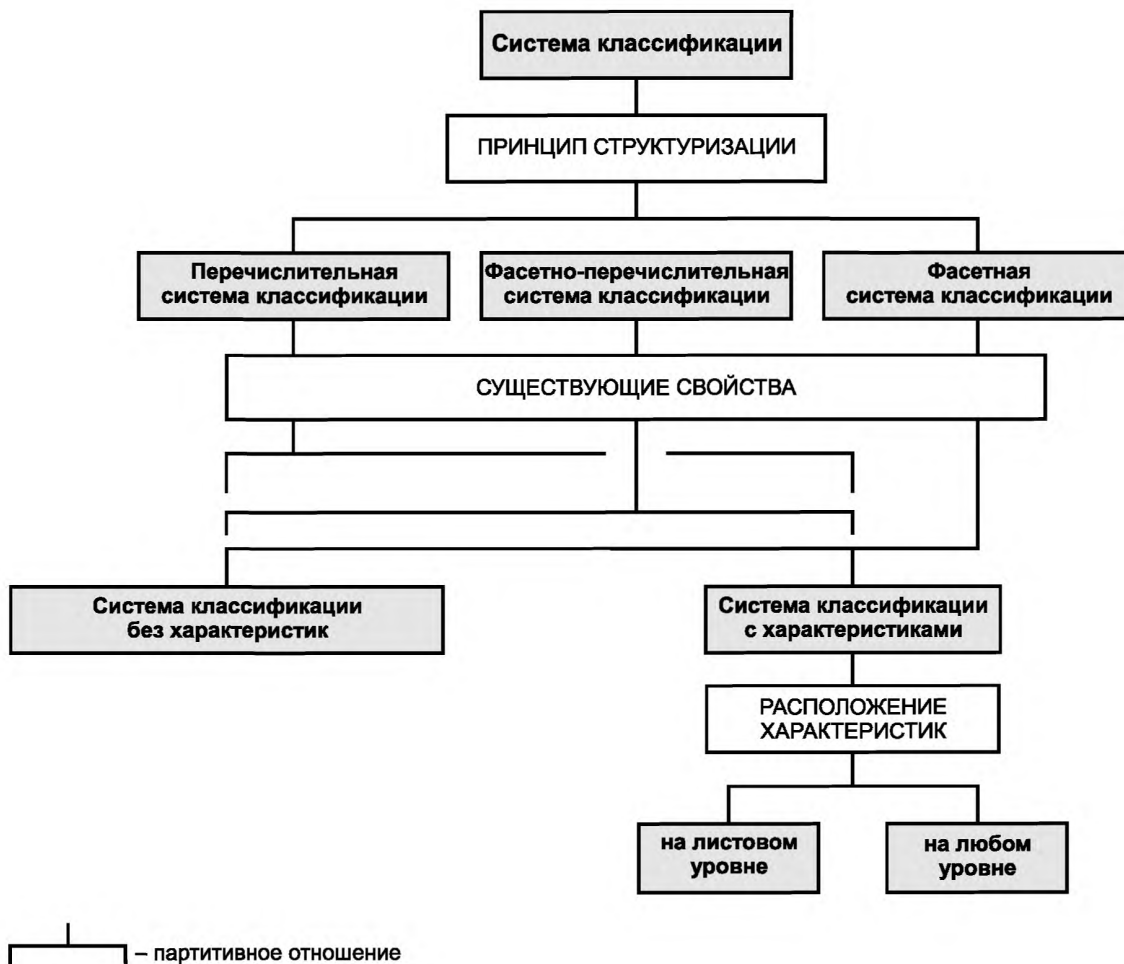 Система классификации
ПРИНЦИП СТРУКТУРИЗАЦИИ
Перечислительная
система классификации
Фасетно-перечислительная
система классификации
Фасетная
система классификации
СУЩЕСТВУЮЩИЕ СВОЙСТВА
Система классификации
без характеристик
Система классификации
с характеристиками
РАСПОЛОЖЕНИЕ
ХАРАКТЕРИСТИК
на листовом
уровне
на любом
уровне
– партитивное отношение